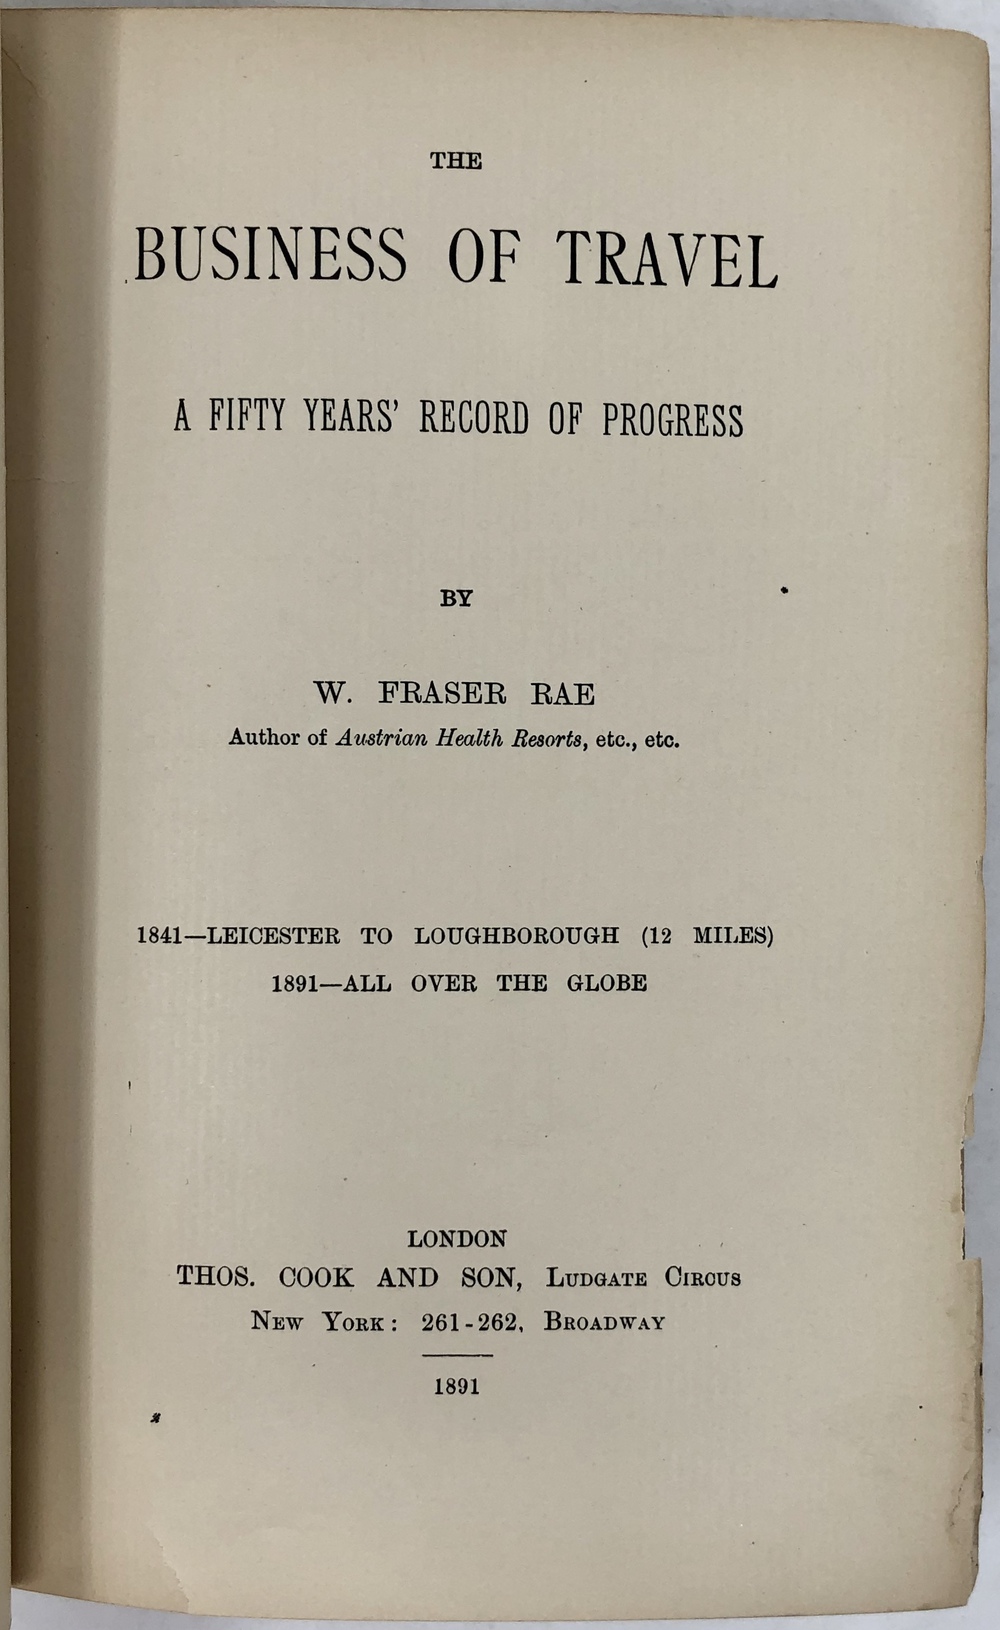 THE
BUSINESS OF TRAVEL
A FIFTY YEARS' RECORD OF PROGRESS
BY
W. FRASER RAE
Author of Austrian Health Resorts, etc., etc.
1841—LEICESTER TO LOUGHBOROUGH (12 MILES)
1891—ALL OVER THE GLOBE
LONDON
THOS. COOK AND SON, LUDGATE CIRCUS
NEW YORK: 261-262, BROADWAY
1891